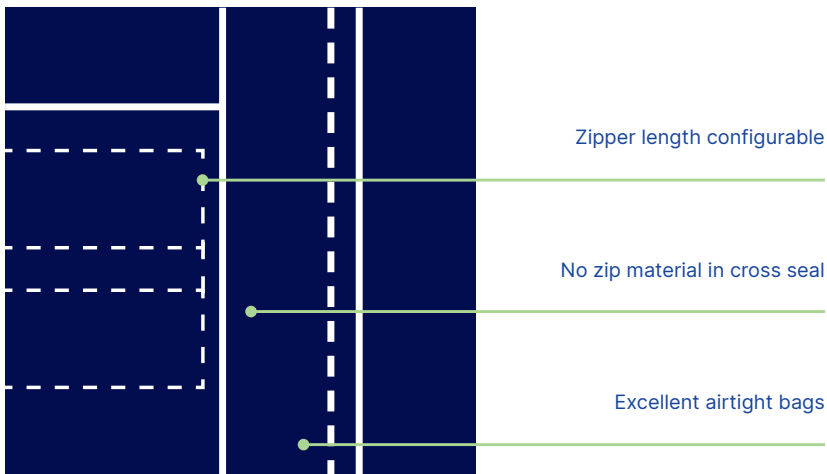 Zipper length configurable
No zip material in cross seal
Excellent airtight bags